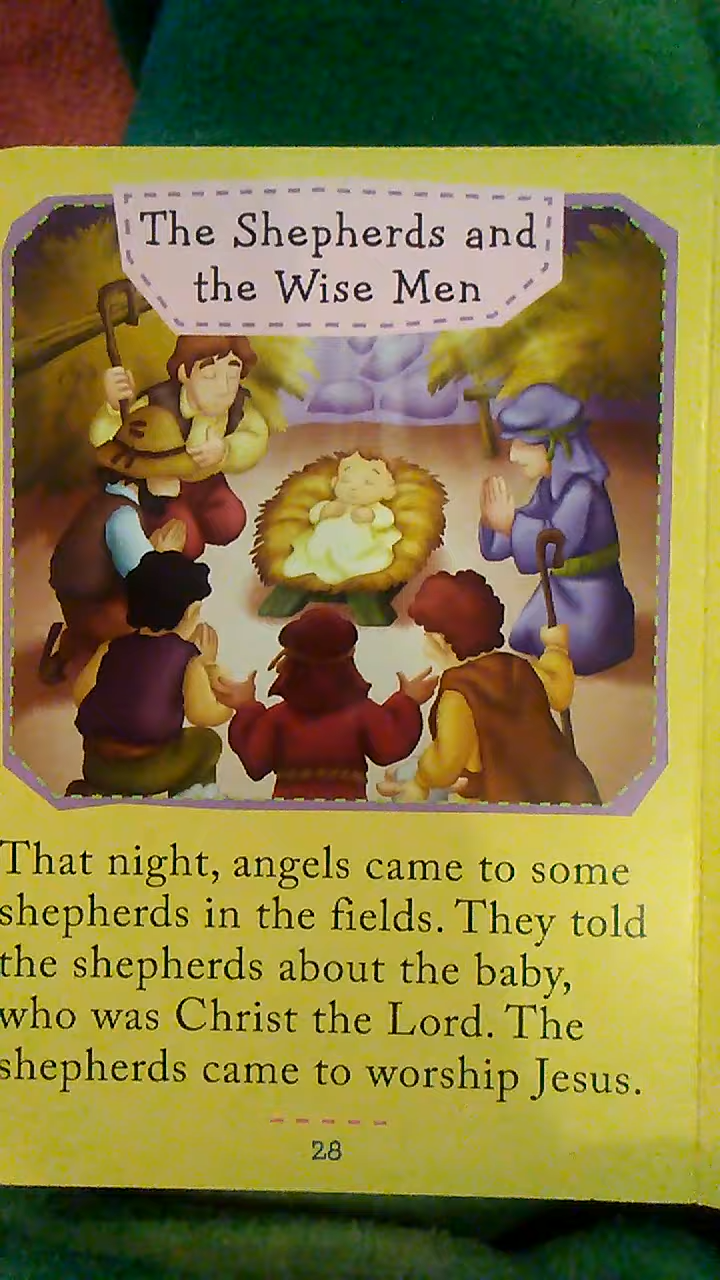 The Shepherds and
the Wise Men
That night, angels came to some
shepherds in the fields. They told
the shepherds about the baby,
who was Christ the Lord. The
shepherds came to worship Jesus.
28